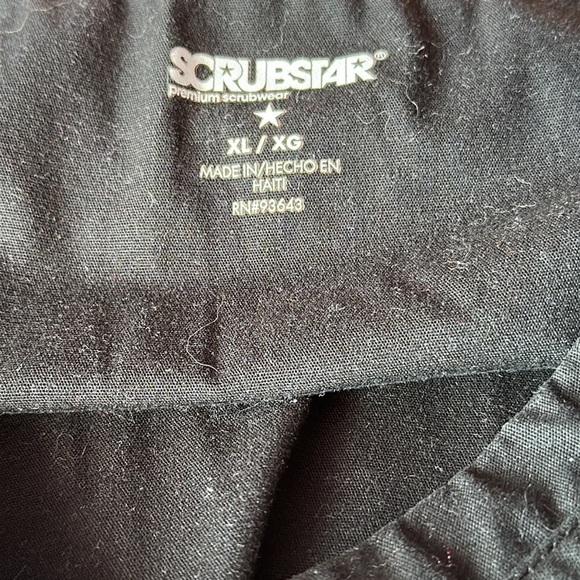 SCRUBSTAR®
premium scrubwear
XL / XG
MADE IN/HECHO EN
HAITI
RN#93643